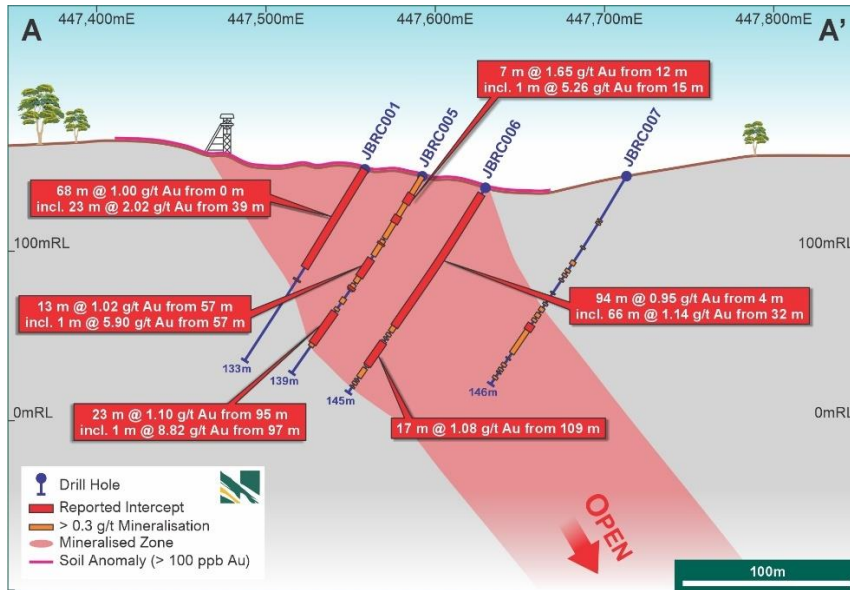 447,400mE 447,500mE 447,600mE 447,700mE 447,800mE
A A'
7 m @ 1.65 g/t Au from 12 m
incl. 1 m @ 5.26 g/t Au from 15 m
JBRC001
JBRC005
JBRC006
JBRC007
68 m @ 1.00 g/t Au from 0 m
incl. 23 m @ 2.02 g/t Au from 39 m
100mRL 100mRL
13 m @ 1.02 g/t Au from 57 m
incl. 1 m @ 5.90 g/t Au from 57 m
94 m @ 0.95 g/t Au from 4 m
incl. 66 m @ 1.14 g/t Au from 32 m
133m
139m
145m
146m
23 m @ 1.10 g/t Au from 95 m
incl. 1 m @ 8.82 g/t Au from 97 m
17 m @ 1.08 g/t Au from 109 m
0mRL 0mRL
Drill Hole
Reported Intercept
> 0.3 g/t Mineralisation
Mineralised Zone
Soil Anomaly (> 100 ppb Au)
OPEN
100m